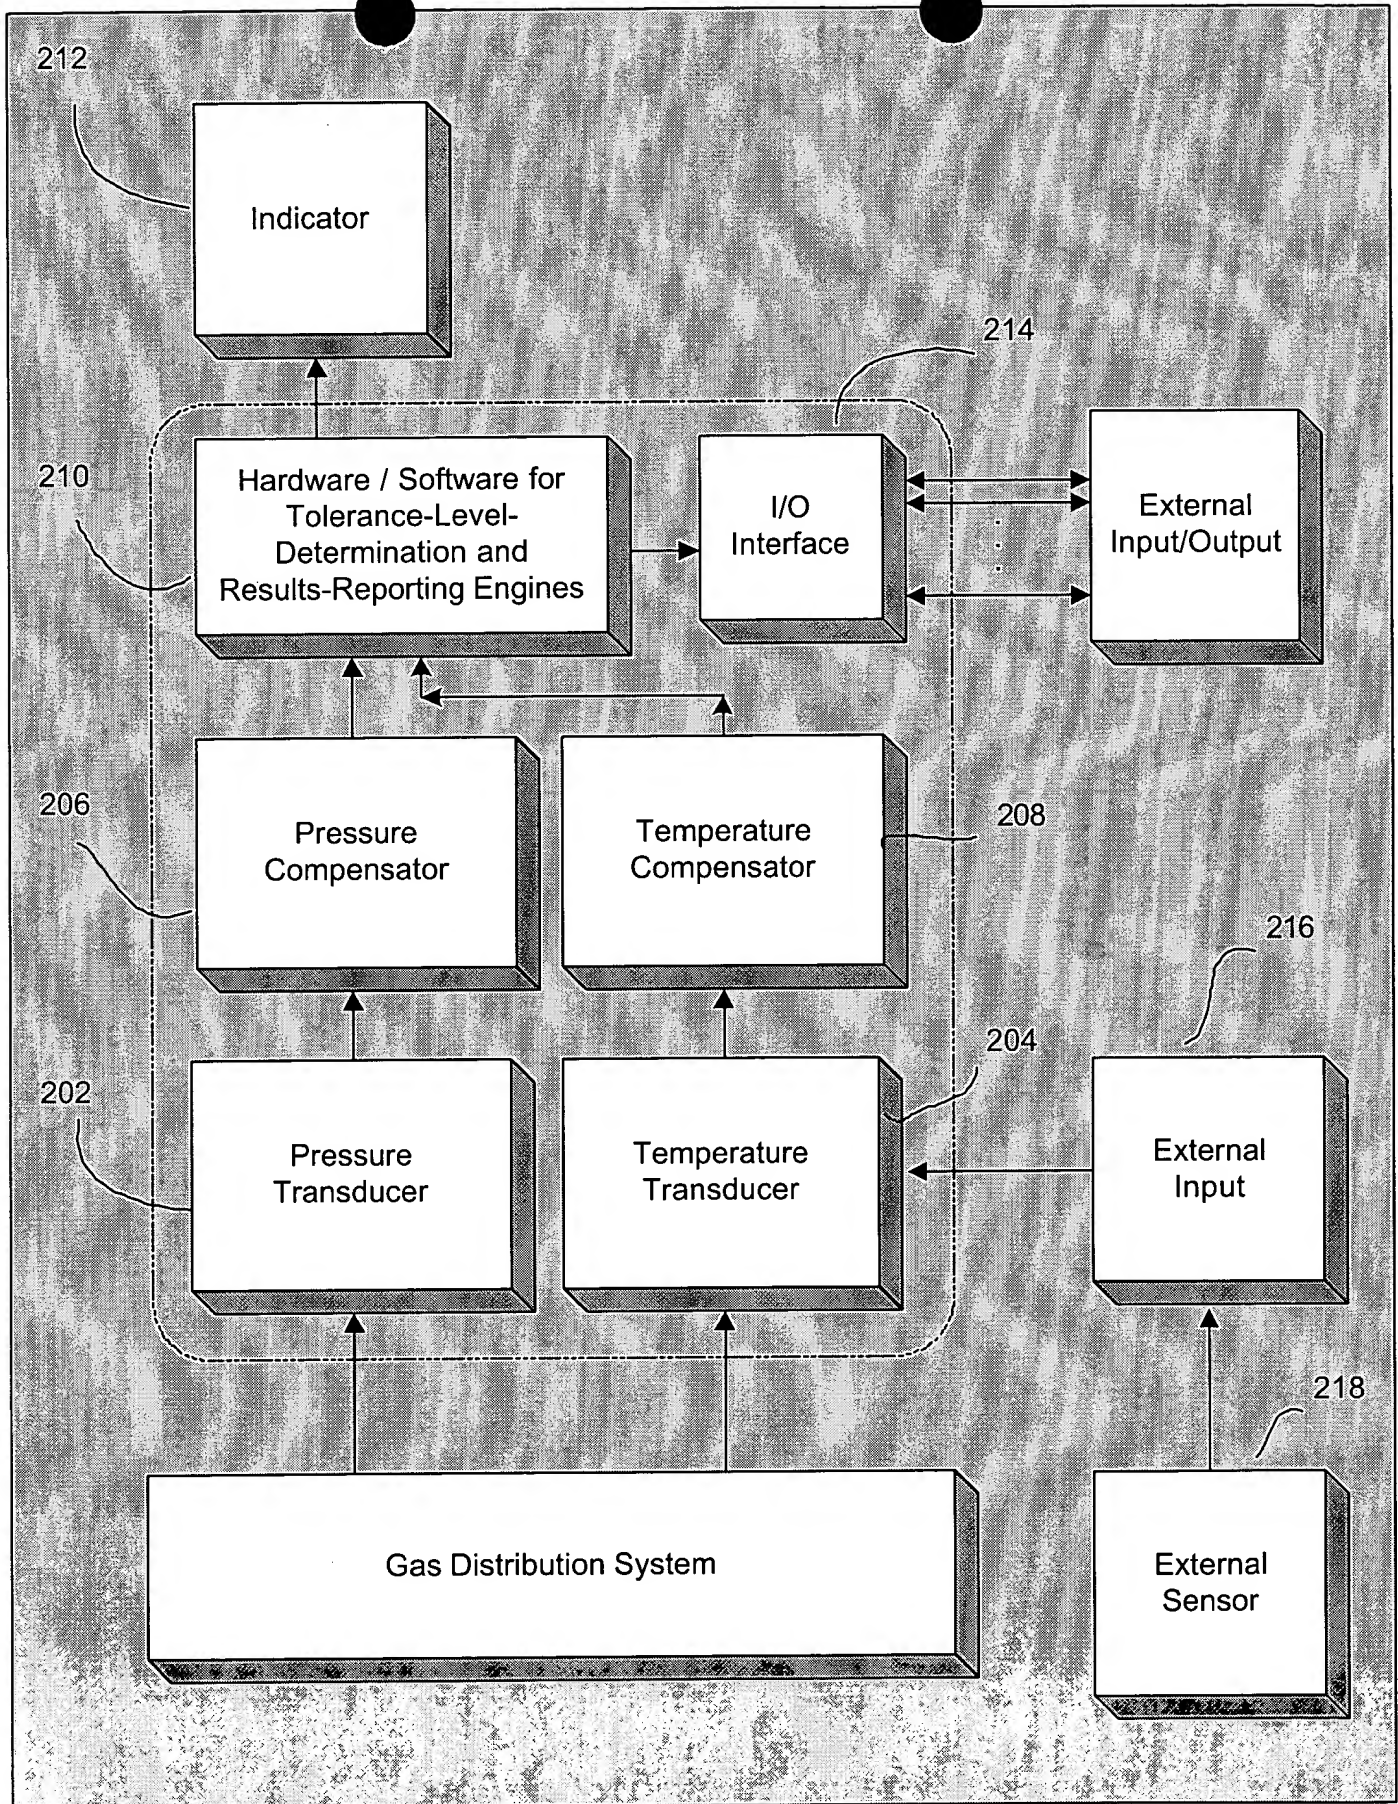 212
Indicator
214
210
Hardware / Software for
Tolerance-Level-
Determination and
Results-Reporting Engines
I/O
Interface
External
Input/Output
206
Pressure
Compensator
Temperature
Compensator
208
216
204
202
Pressure
Transducer
Temperature
Transducer
External
Input
218
Gas Distribution System
External
Sensor